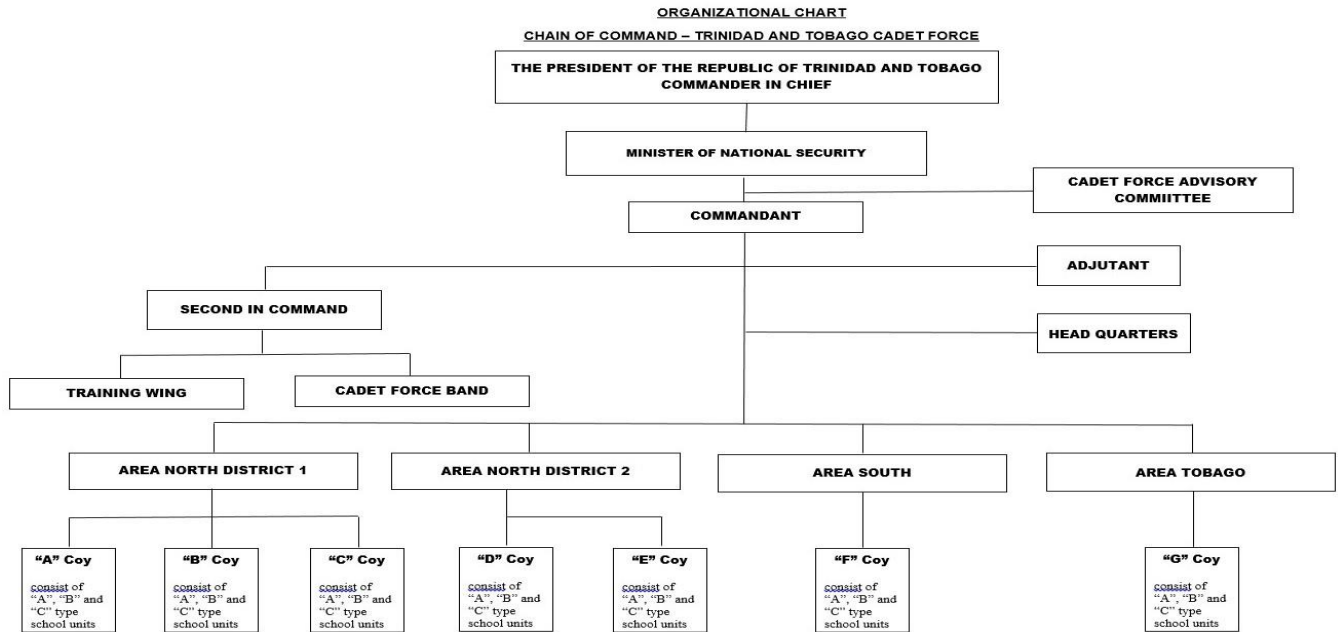 ORGANIZATIONAL CHART
CHAIN OF COMMAND – TRINIDAD AND TOBAGO CADET FORCE
THE PRESIDENT OF THE REPUBLIC OF TRINIDAD AND TOBAGO
COMMANDER IN CHIEF
MINISTER OF NATIONAL SECURITY
CADET FORCE ADVISORY
COMMIITTEE
COMMANDANT
ADJUTANT
SECOND IN COMMAND
HEAD QUARTERS
TRAINING WING
CADET FORCE BAND
AREA NORTH DISTRICT 1
AREA NORTH DISTRICT 2
AREA SOUTH
AREA TOBAGO
“A” Coy
consist of
“A”, “B” and
“C” type
school units
“B” Coy
consist of
“A”, “B” and
“C” type
school units
“C” Coy
consist of
“A”, “B” and
“C” type
school units
“D” Coy
consist of
“A”, “B” and
“C” type
school units
“E” Coy
consist of
“A”, “B” and
“C” type
school units
“F” Coy
consist of
“A”, “B” and
“C” type
school units
“G” Coy
consist of
“A”, “B” and
“C” type
school units